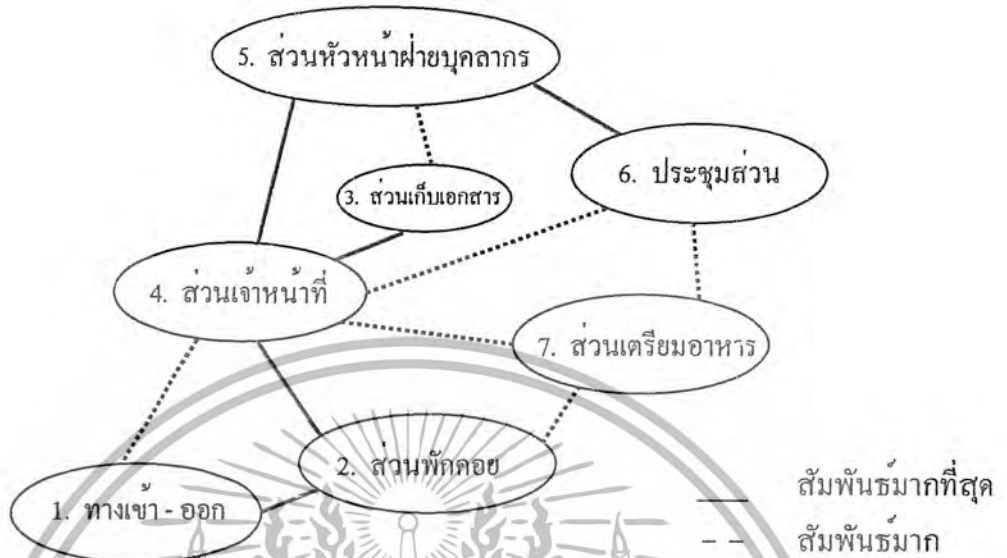 5. ส่วนหัวหน้าฝ่ายบุคลากร
6. ประชุมส่วน
3. ส่วนเก็บเอกสาร
4. ส่วนเจ้าหน้าที่
7. ส่วนเตรียมอาหาร
2. ส่วนพักคอย
1. ทางเข้า - ออก
สัมพันธ์มากที่สุด
สัมพันธ์มาก